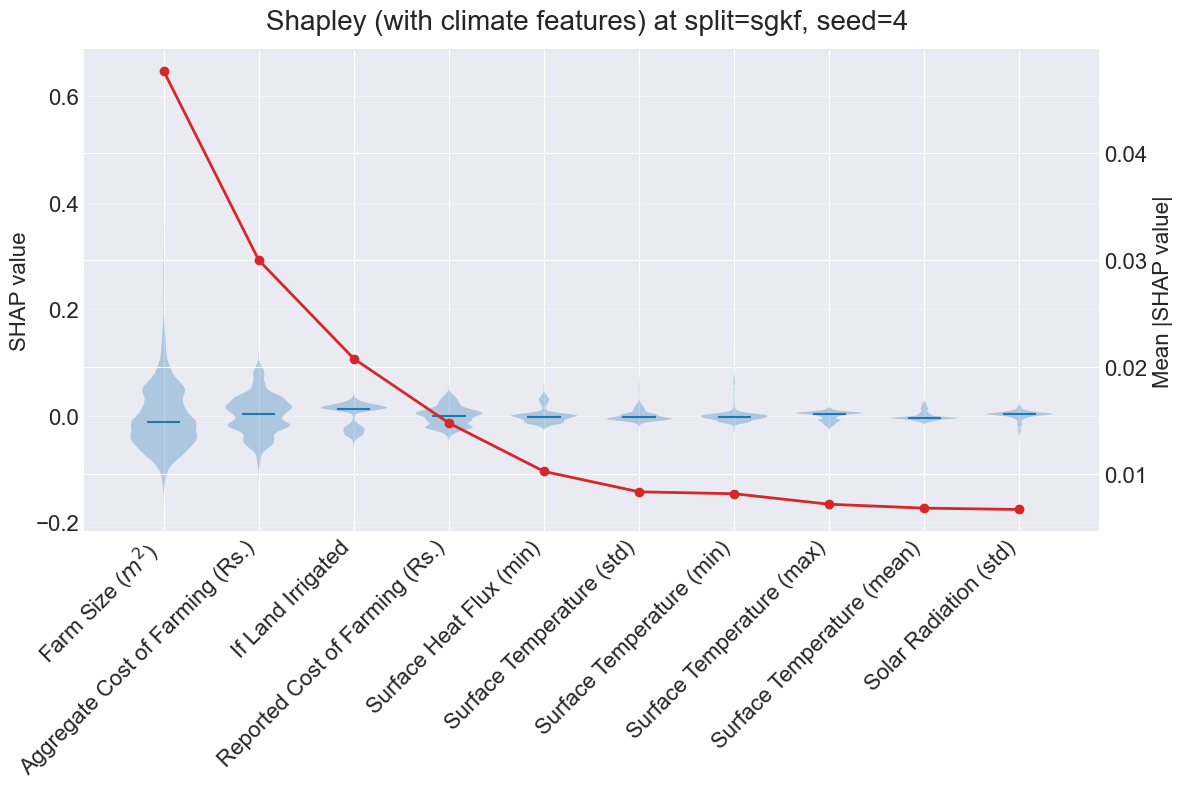 Shapley (with climate features) at split=sgkf, seed=4
SHAP value
0.6
0.4
0.2
0.0
−0.2
0.04
0.03
0.02
0.01
Mean |SHAP value|
Farm Size (m²)
Aggregate Cost of Farming (Rs.)
If Land Irrigated
Reported Cost of Farming (Rs.)
Surface Heat Flux (min)
Surface Temperature (std)
Surface Temperature (min)
Surface Temperature (max)
Surface Temperature (mean)
Solar Radiation (std)